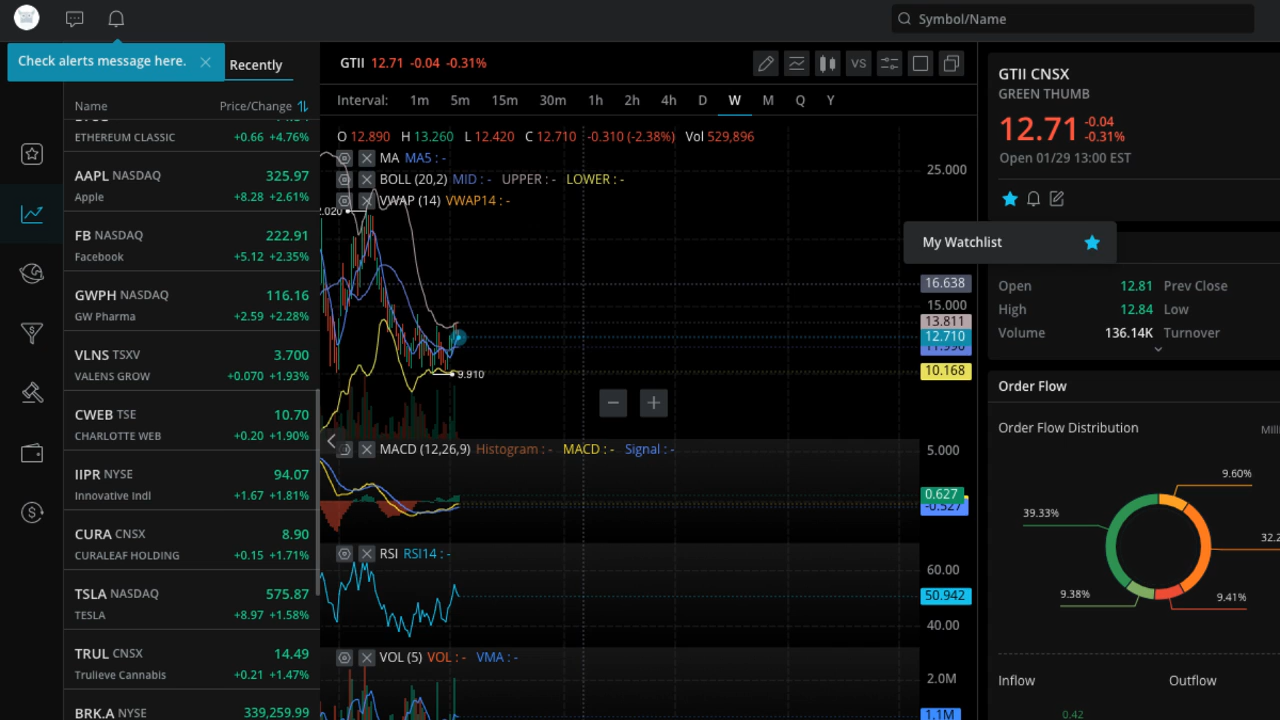 Symbol/Name
Check alerts message here.
Recently
Name Price/Change
ETHEREUM CLASSIC +0.66 +4.76%
AAPL NASDAQ 325.97
Apple +8.28 +2.61%
FB NASDAQ 222.91
Facebook +5.12 +2.35%
GWPH NASDAQ 116.16
GW Pharma +2.59 +2.28%
VLNS TSXV 3.700
VALENS GROW +0.070 +1.93%
CWEB TSE 10.70
CHARLOTTE WEB +0.20 +1.90%
IIPR NYSE 94.07
Innovative Indl +1.67 +1.81%
CURA CNSX 8.90
CURALEAF HOLDING +0.15 +1.71%
TSLA NASDAQ 575.87
TESLA +8.97 +1.58%
TRUL CNSX 14.49
Trulieve Cannabis +0.21 +1.47%
BRK.A NYSE 339,259.99
GTII 12.71 -0.04 -0.31%
VS
Interval: 1m 5m 15m 30m 1h 2h 4h D W M Q Y
O 12.890 H 13.260 L 12.420 C 12.710 -0.310 (-2.38%) Vol 529,896
MA MA5 : -
BOLL (20,2) MID : - UPPER : - LOWER : -
VWAP (14) VWAP14 : -
25.000
16.638
15.000
13.811
12.710
10.168
9.910
MACD (12,26,9) Histogram : - MACD : - Signal : -
5.000
0.627
-0.527
RSI RSI14 : -
60.00
50.942
40.00
VOL (5) VOL : - VMA : -
2.0M
1.1M
GTII CNSX
GREEN THUMB
12.71 -0.04
-0.31%
Open 01/29 13:00 EST
My Watchlist
Open 12.81 Prev Close
High 12.84 Low
Volume 136.14K Turnover
Order Flow
Order Flow Distribution
9.60%
39.33%
9.38%
9.41%
Inflow Outflow
0.42